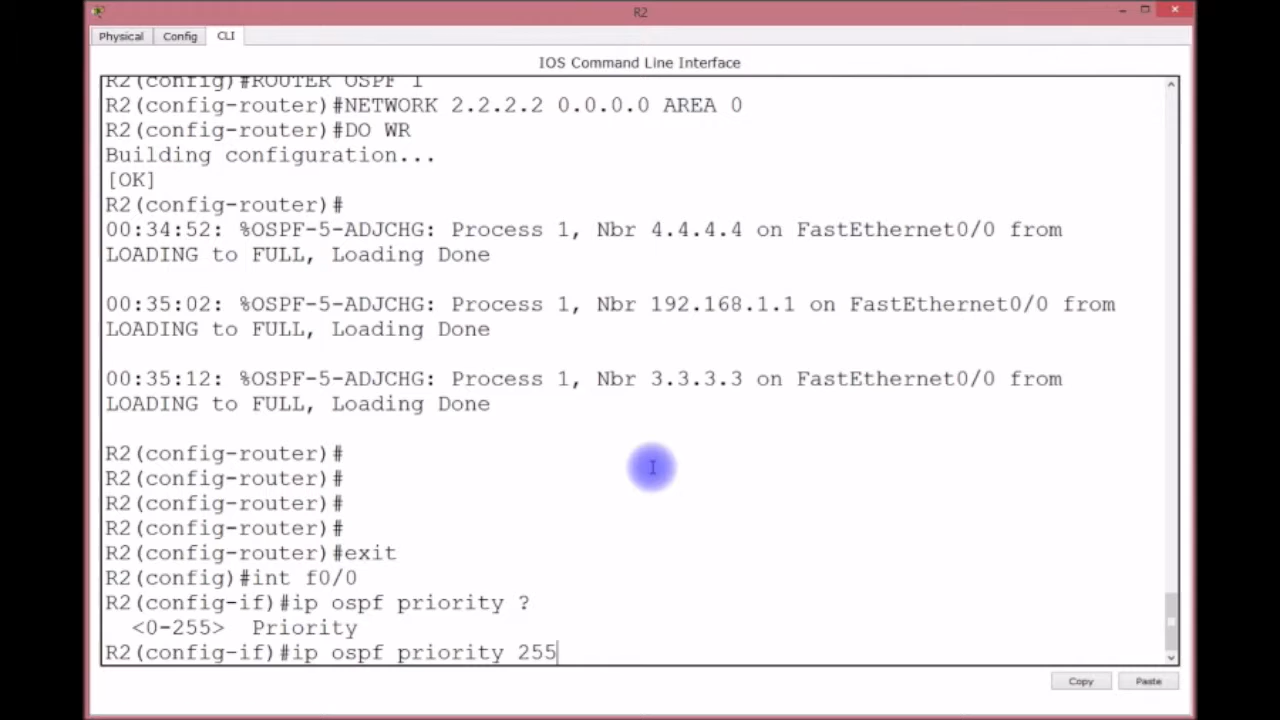 R2
Physical
Config
CLI
IOS Command Line Interface
R2(config)#ROUTER OSPF 1
R2(config-router)#NETWORK 2.2.2.2 0.0.0.0 AREA 0
R2(config-router)#DO WR
Building configuration...
[OK]
R2(config-router)#
00:34:52: %OSPF-5-ADJCHG: Process 1, Nbr 4.4.4.4 on FastEthernet0/0 from
LOADING to FULL, Loading Done
00:35:02: %OSPF-5-ADJCHG: Process 1, Nbr 192.168.1.1 on FastEthernet0/0 from
LOADING to FULL, Loading Done
00:35:12: %OSPF-5-ADJCHG: Process 1, Nbr 3.3.3.3 on FastEthernet0/0 from
LOADING to FULL, Loading Done
R2(config-router)#
R2(config-router)#
R2(config-router)#
R2(config-router)#
R2(config-router)#exit
R2(config)#int f0/0
R2(config-if)#ip ospf priority ?
<0-255> Priority
R2(config-if)#ip ospf priority 255
Copy
Paste